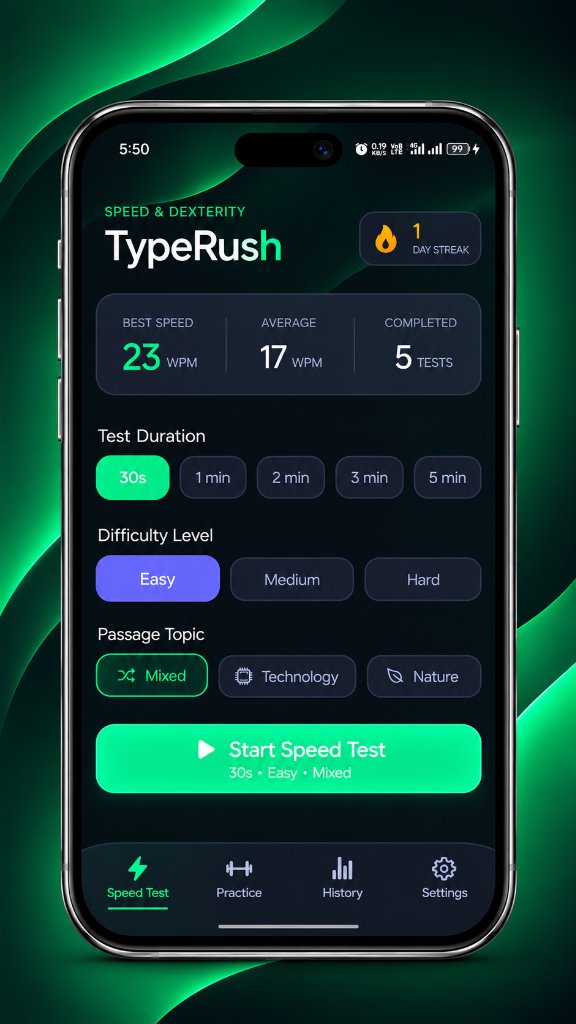 5:50
0.19 KB/S VoB LTE 4G 99
SPEED & DEXTERITY
TypeRush
1
DAY STREAK
BEST SPEED AVERAGE COMPLETED
23 WPM 17 WPM 5 TESTS
Test Duration
30s 1 min 2 min 3 min 5 min
Difficulty Level
Easy Medium Hard
Passage Topic
Mixed Technology Nature
Start Speed Test
30s • Easy • Mixed
Speed Test Practice History Settings